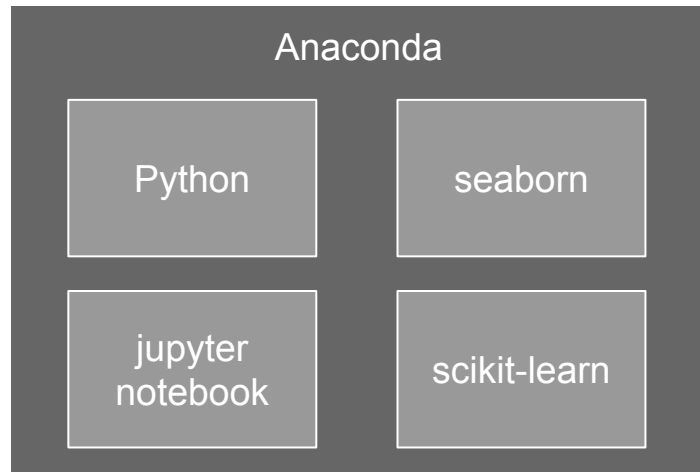 Anaconda
Python
seaborn
jupyter
notebook
scikit-learn